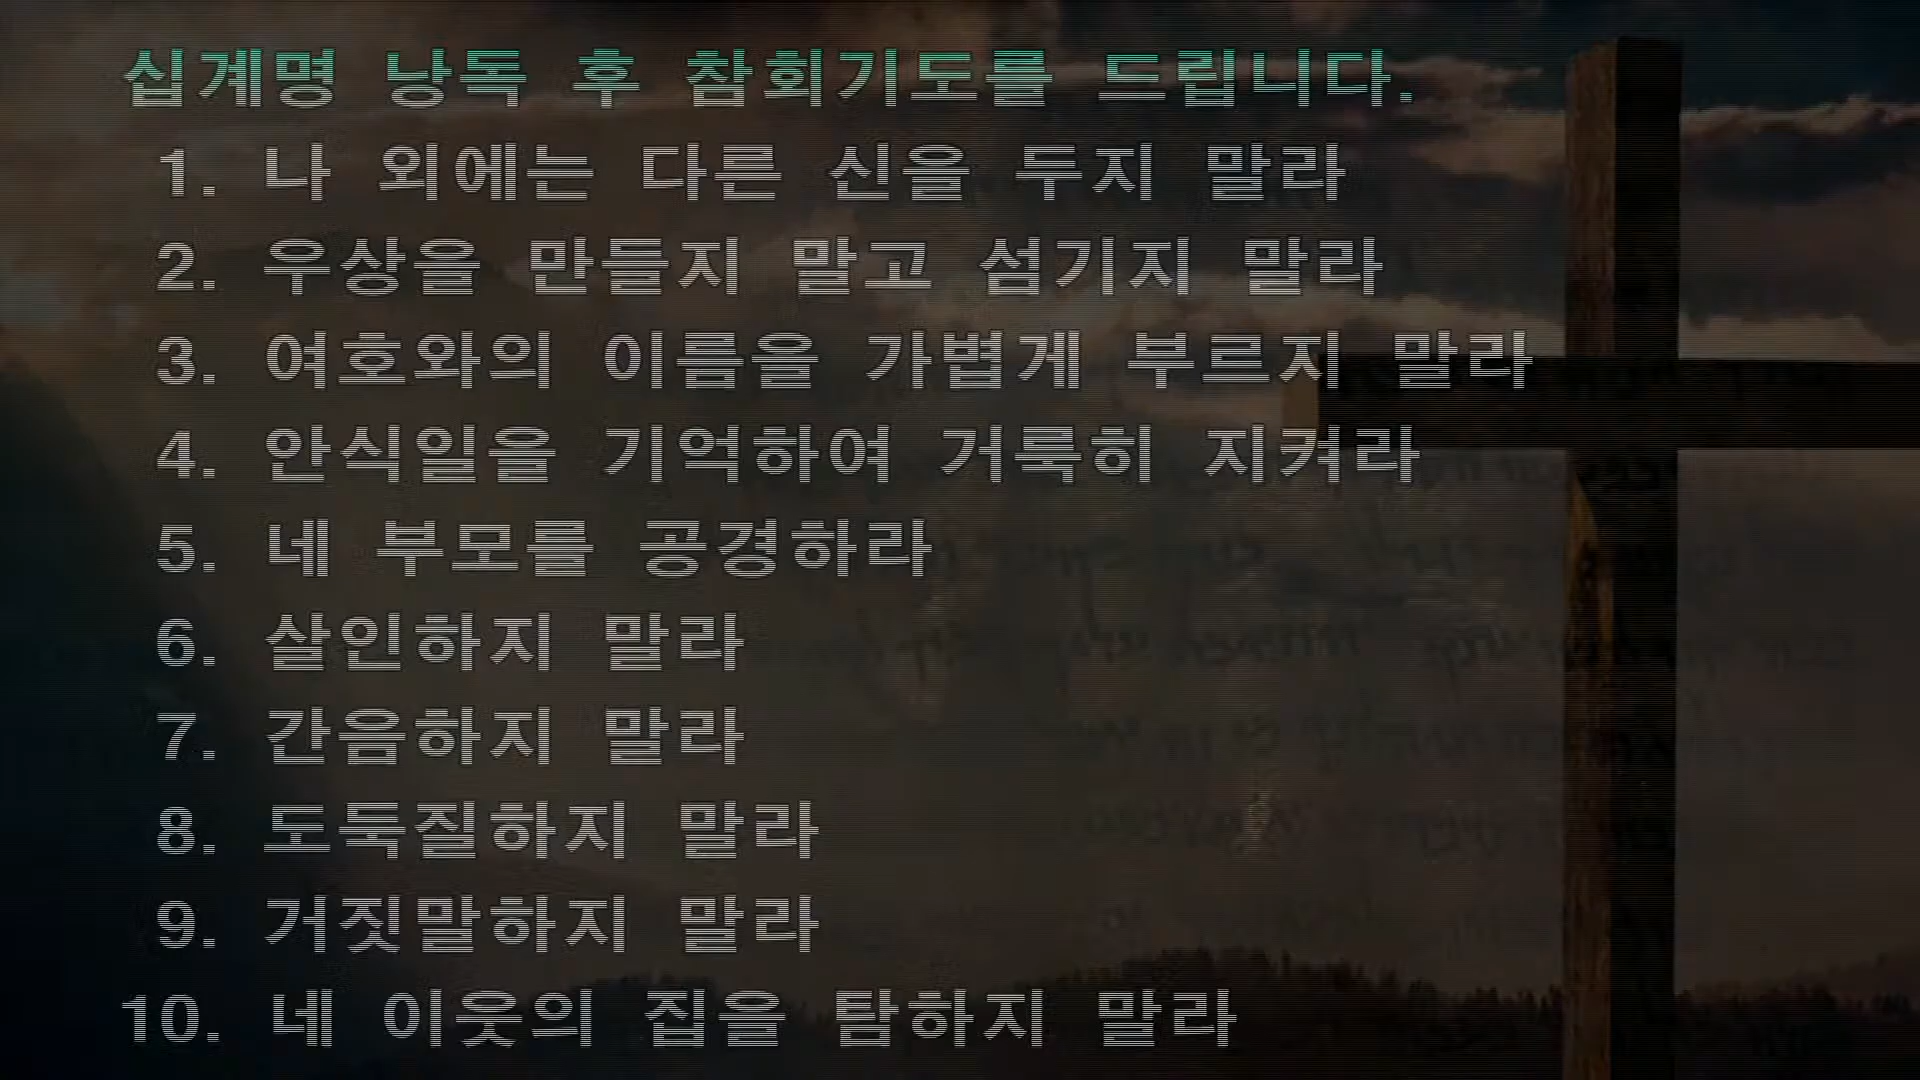 십계명 낭독 후 참회기도를 드립니다.
1. 나 외에는 다른 신을 두지 말라
2. 우상을 만들지 말고 섬기지 말라
3. 여호와의 이름을 가볍게 부르지 말라
4. 안식일을 기억하여 거룩히 지켜라
5. 네 부모를 공경하라
6. 살인하지 말라
7. 간음하지 말라
8. 도둑질하지 말라
9. 거짓말하지 말라
10. 네 이웃의 집을 탐하지 말라